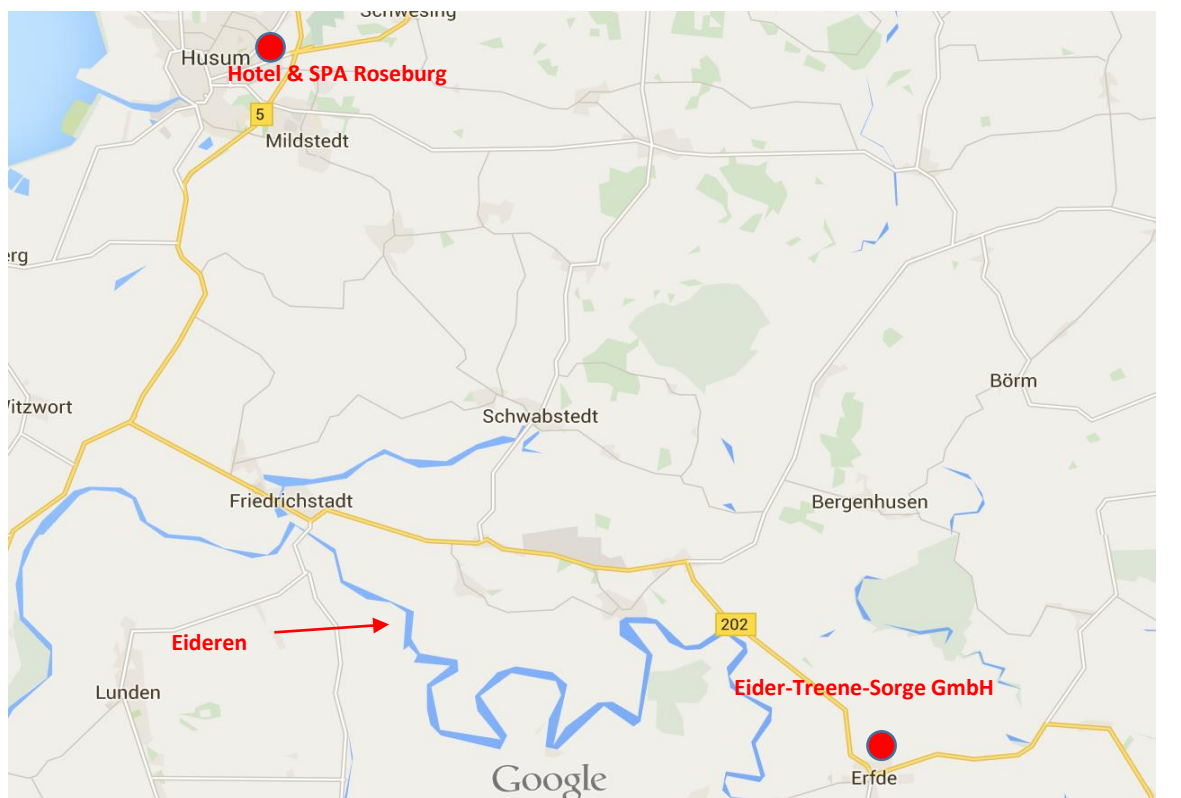 Schwesing
Husum
Hotel & SPA Roseburg
5
Mildstedt
erg
Börm
Vitzwort
Schwabstedt
Friedrichstadt
Bergenhusen
202
Eideren
Eider-Treene-Sorge GmbH
Lunden
Google
Erfde